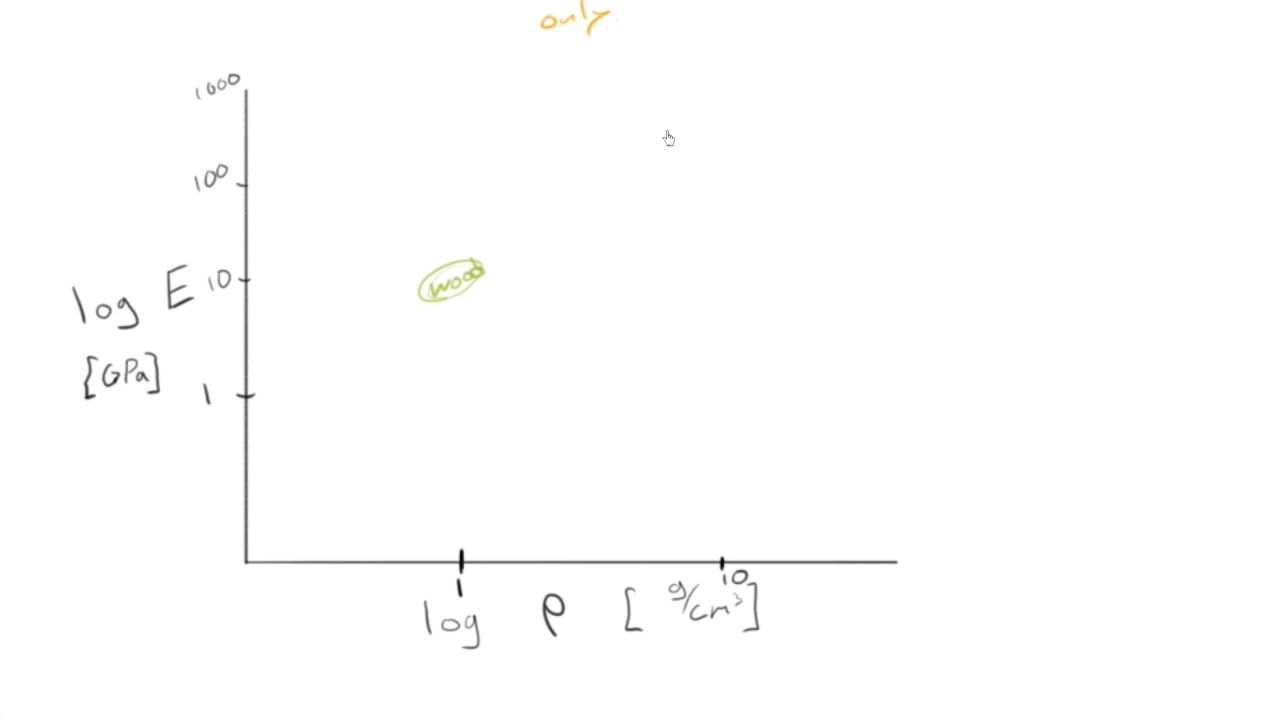 only
1000
100
log E 10
[GPa]
1
wood
1
10
log ρ [g/cm³]